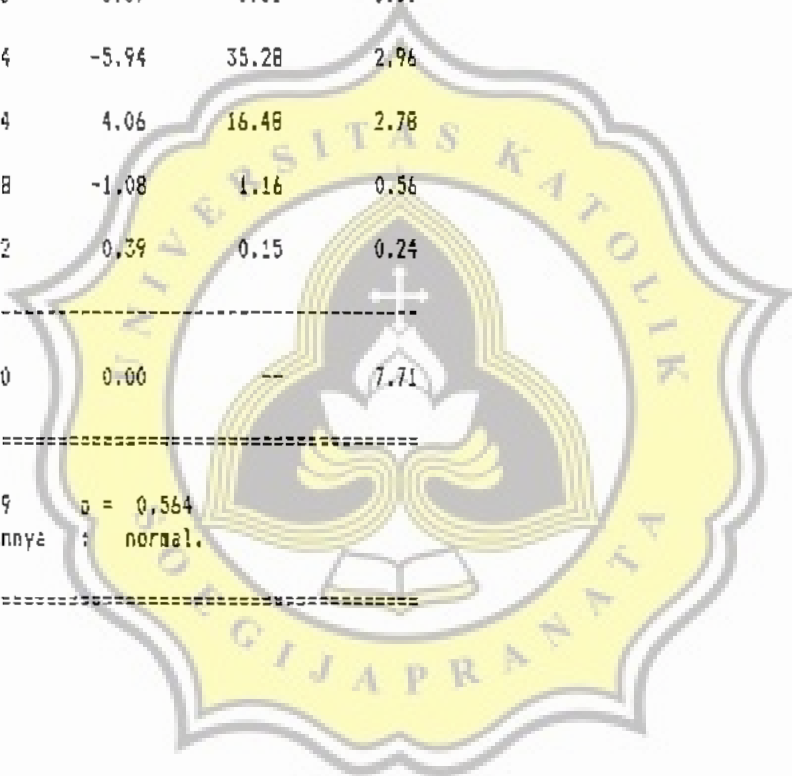 4 -5.94 35.28 2.96
4 4.06 16.48 2.78
8 -1.08 1.16 0.56
2 0.39 0.15 0.24
--------------------------------
0 0.00 -- 7.71
================================
9 p = 0.564
nnya : normal.
================================
UNIVERSITAS KATOLIK
SOEGIJAPRANATA